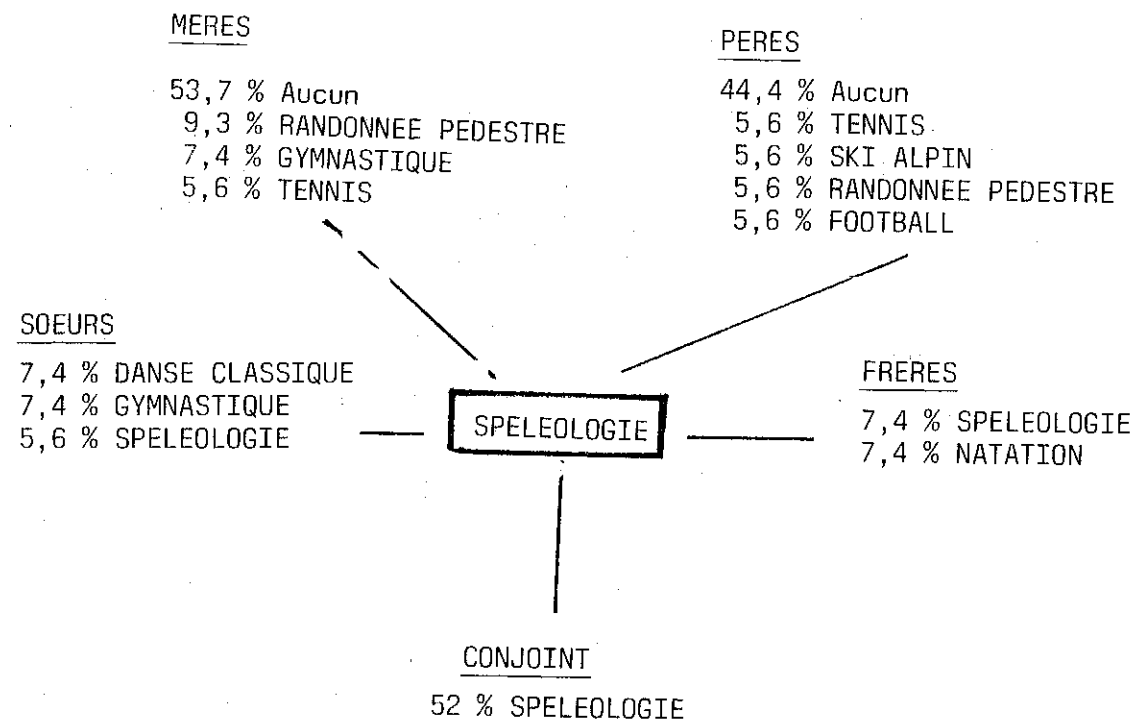 MERES
53,7 % Aucun
9,3 % RANDONNEE PEDESTRE
7,4 % GYMNASTIQUE
5,6 % TENNIS
PERES
44,4 % Aucun
5,6 % TENNIS
5,6 % SKI ALPIN
5,6 % RANDONNEE PEDESTRE
5,6 % FOOTBALL
SOEURS
7,4 % DANSE CLASSIQUE
7,4 % GYMNASTIQUE
5,6 % SPELEOLOGIE
SPELEOLOGIE
FRERES
7,4 % SPELEOLOGIE
7,4 % NATATION
CONJOINT
52 % SPELEOLOGIE